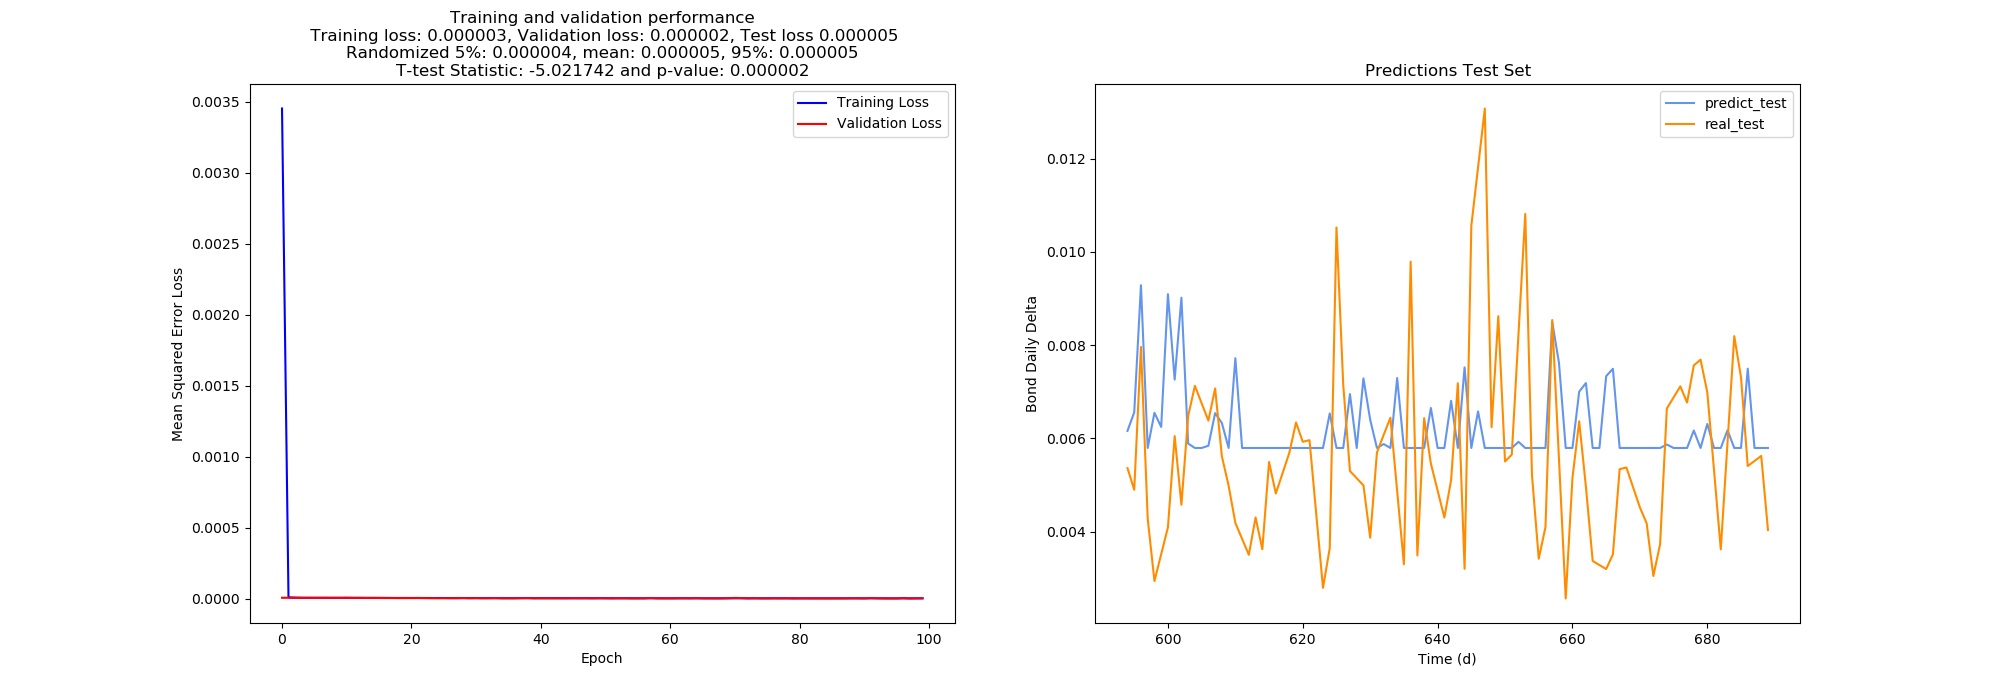 Training and validation performance
Training loss: 0.000003, Validation loss: 0.000002, Test loss 0.000005
Randomized 5%: 0.000004, mean: 0.000005, 95%: 0.000005
T-test Statistic: -5.021742 and p-value: 0.000002
Training Loss
Validation Loss
0.0035
0.0030
0.0025
0.0020
0.0015
0.0010
0.0005
0.0000
Mean Squared Error Loss
0 20 40 60 80 100
Epoch
Predictions Test Set
predict_test
real_test
0.012
0.010
0.008
0.006
0.004
Bond Daily Delta
600 620 640 660 680
Time (d)